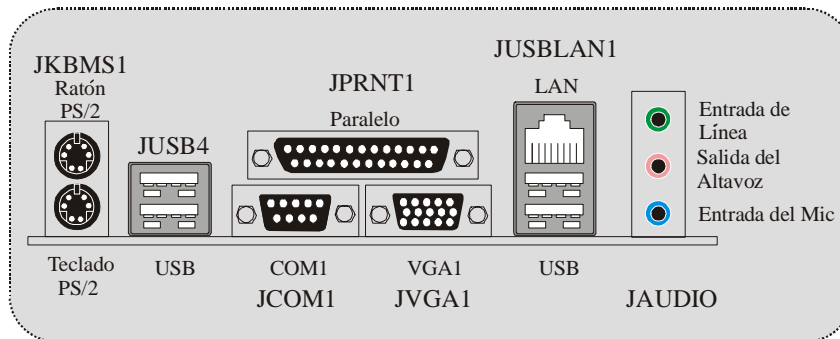 JKBMS1
Ratón
PS/2
JUSB4
JPRNT1
Paralelo
JUSBLAN1
LAN
Entrada de
Línea
Salida del
Altavoz
Entrada del Mic
Teclado
PS/2
USB
COM1
JCOM1
VGA1
JVGA1
USB
JAUDIO